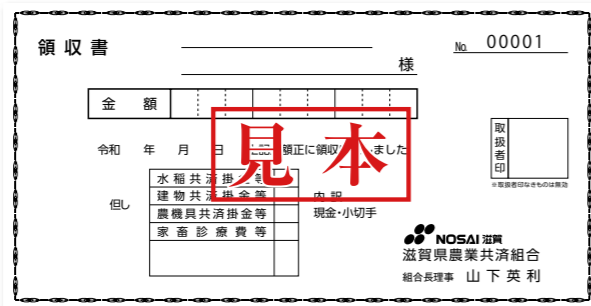 領収書
No. 00001
様
金額
令和 年 月 日 上記金額正に領収いたしました
見本
取扱者印
※取扱者印なきものは無効
但し
水稲共済掛金等
建物共済掛金等
農機具共済掛金等
家畜診療費等
内訳
現金・小切手
NOSAI 滋賀
滋賀県農業共済組合
組合長理事 山下英利